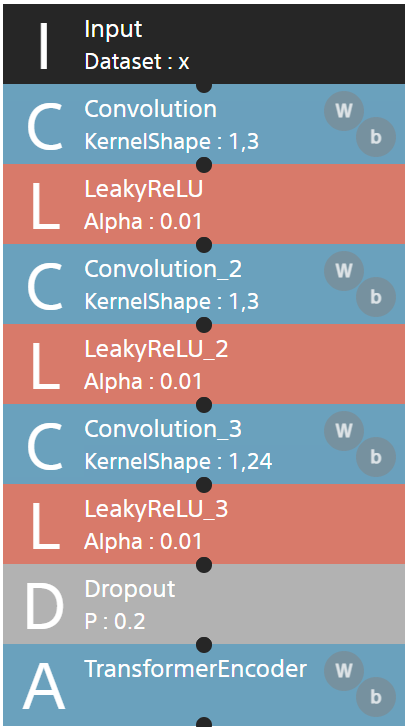 I
Input
Dataset : x
C
Convolution
KernelShape : 1,3
W
b
L
LeakyReLU
Alpha : 0.01
C
Convolution_2
KernelShape : 1,3
W
b
L
LeakyReLU_2
Alpha : 0.01
C
Convolution_3
KernelShape : 1,24
W
b
L
LeakyReLU_3
Alpha : 0.01
D
Dropout
P : 0.2
A
TransformerEncoder
W
b